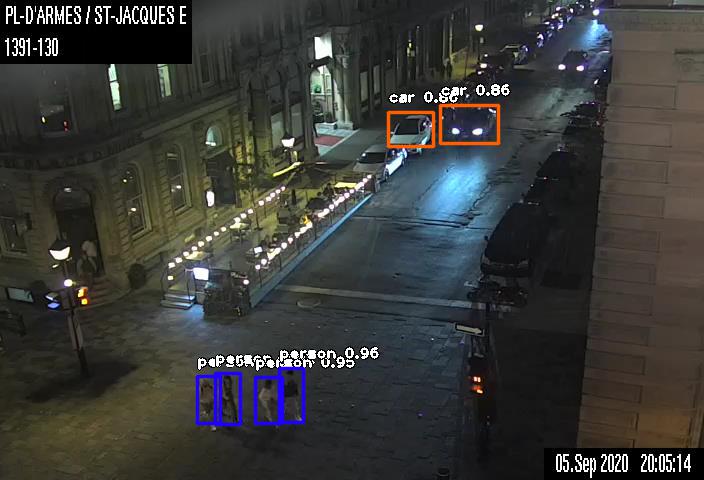 PL-D'ARMES / ST-JACQUES E
1391-130
car 0.86
car 0.86
person 0.96
person 0.95
05.Sep 2020 20:05:14